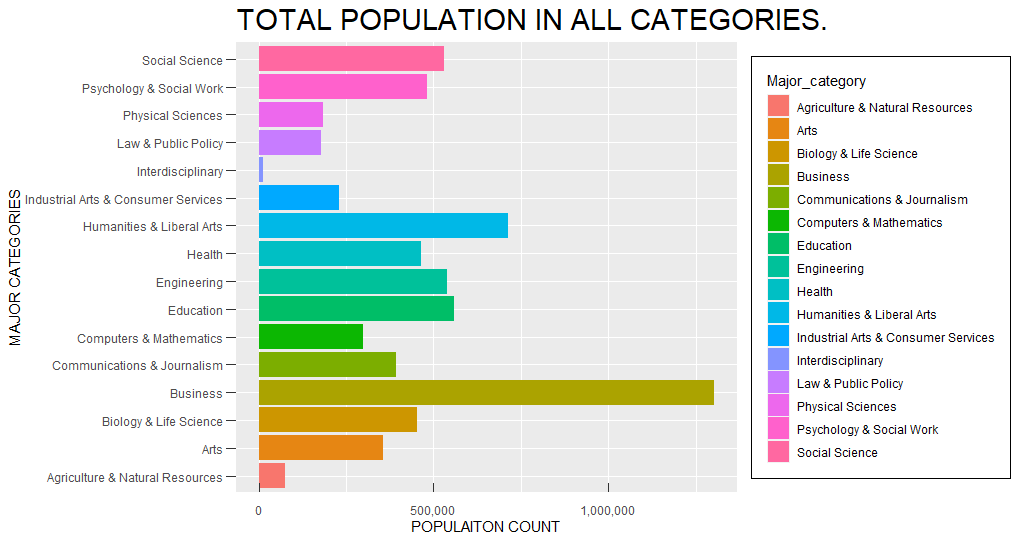 TOTAL POPULATION IN ALL CATEGORIES.
MAJOR CATEGORIES
Social Science
Psychology & Social Work
Physical Sciences
Law & Public Policy
Interdisciplinary
Industrial Arts & Consumer Services
Humanities & Liberal Arts
Health
Engineering
Education
Computers & Mathematics
Communications & Journalism
Business
Biology & Life Science
Arts
Agriculture & Natural Resources
0 500,000 1,000,000
POPULAITON COUNT
Major_category
Agriculture & Natural Resources
Arts
Biology & Life Science
Business
Communications & Journalism
Computers & Mathematics
Education
Engineering
Health
Humanities & Liberal Arts
Industrial Arts & Consumer Services
Interdisciplinary
Law & Public Policy
Physical Sciences
Psychology & Social Work
Social Science